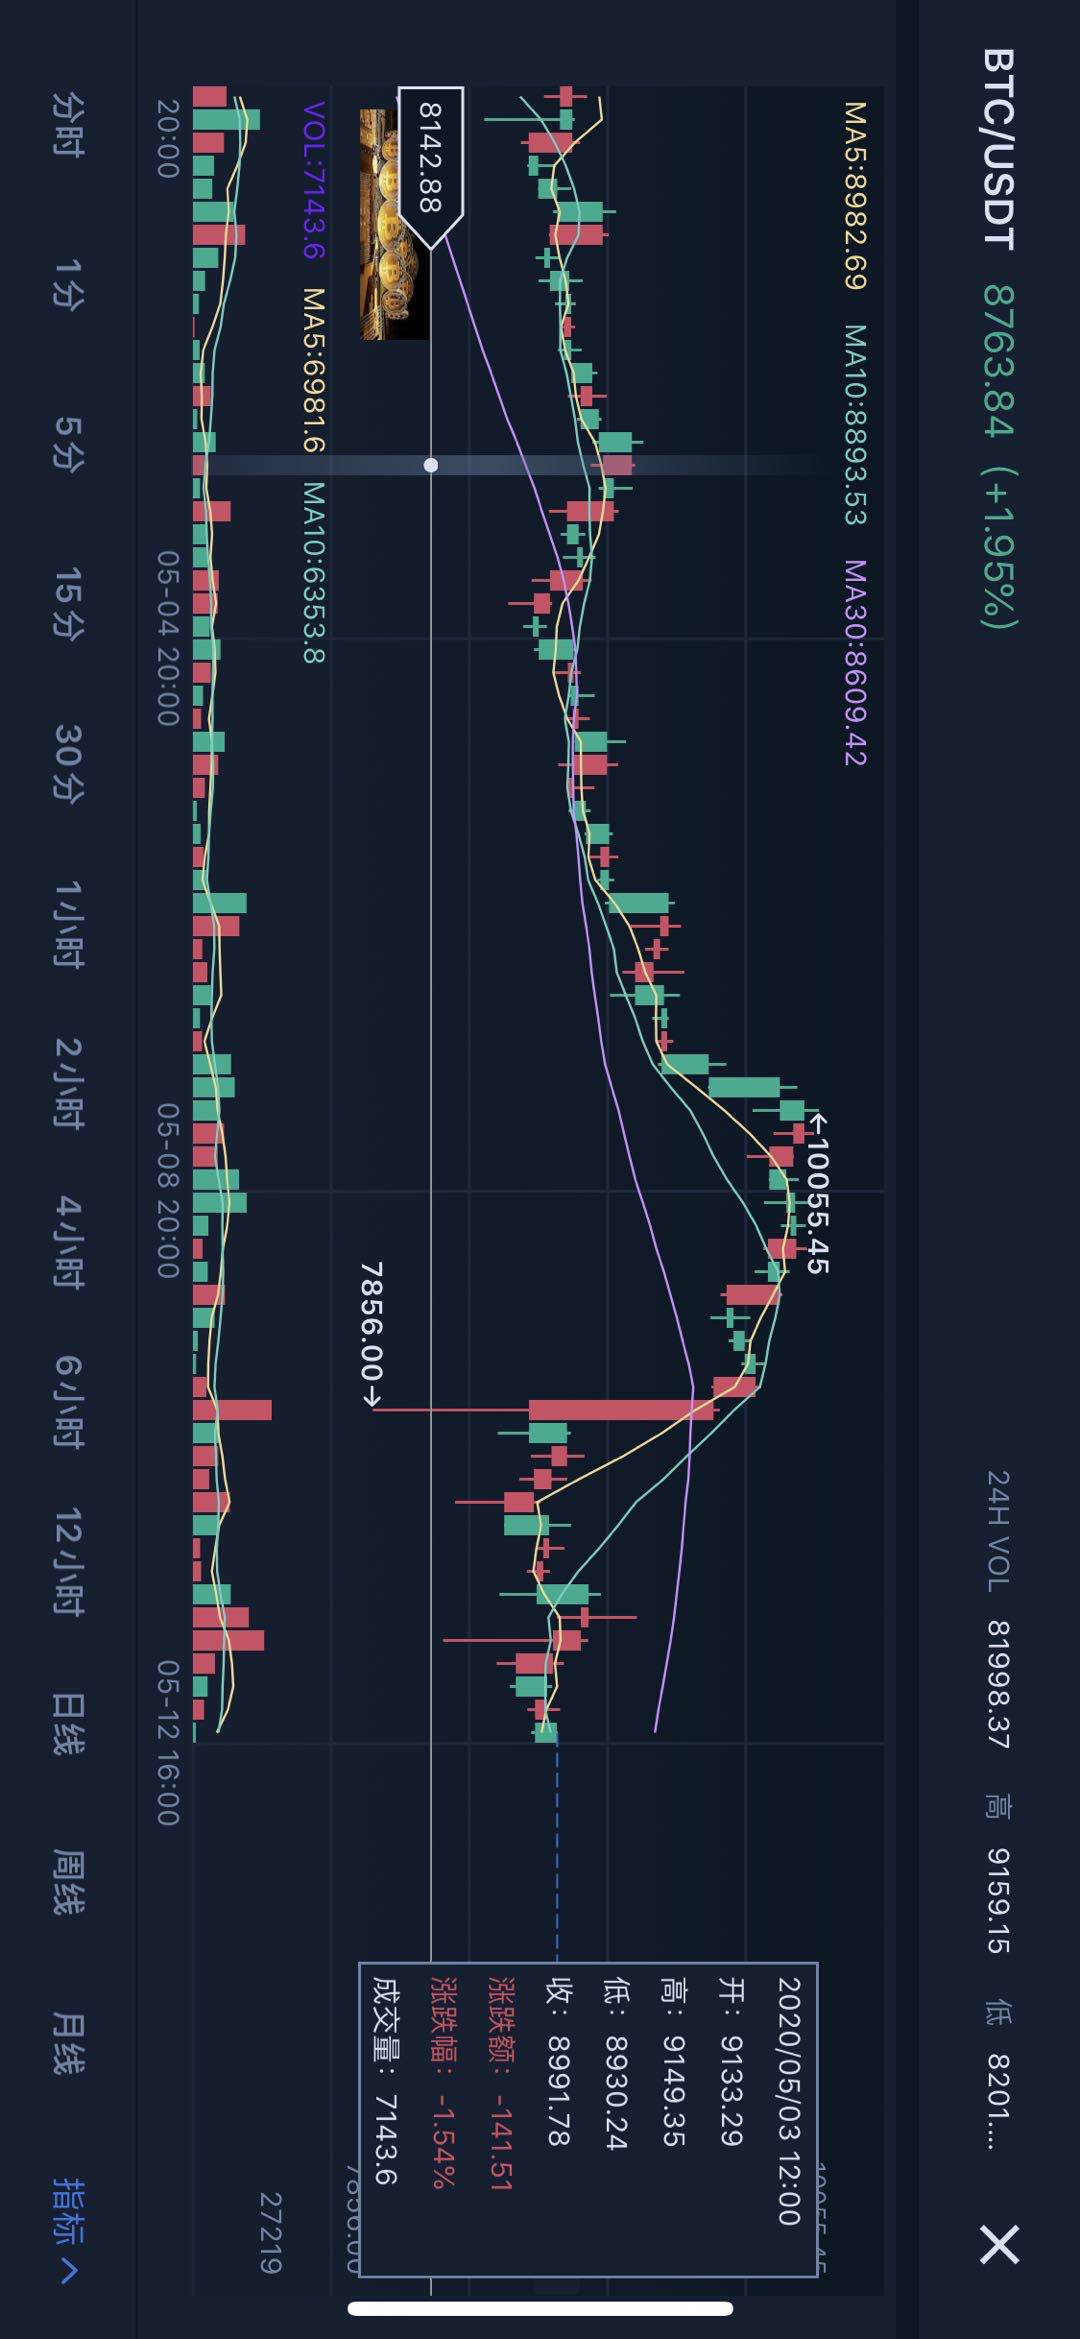 BTC/USDT 8763.84 (+1.95%) 24H VOL 81998.37 高 9159.15 低 8201....
MA5:8982.69 MA10:8893.53 MA30:8609.42
←10055.45
7856.00→
8142.88
2020/05/03 12:00
开: 9133.29
高: 9149.35
低: 8930.24
收: 8991.78
涨跌额: -141.51
涨跌幅: -1.54%
成交量: 7143.6
10055.45
7856.00
VOL:7143.6 MA5:6981.6 MA10:6353.8
27219
20:00 05-04 20:00 05-08 20:00 05-12 16:00
分时 1分 5分 15分 30分 1小时 2小时 4小时 6小时 12小时 日线 周线 月线 指标